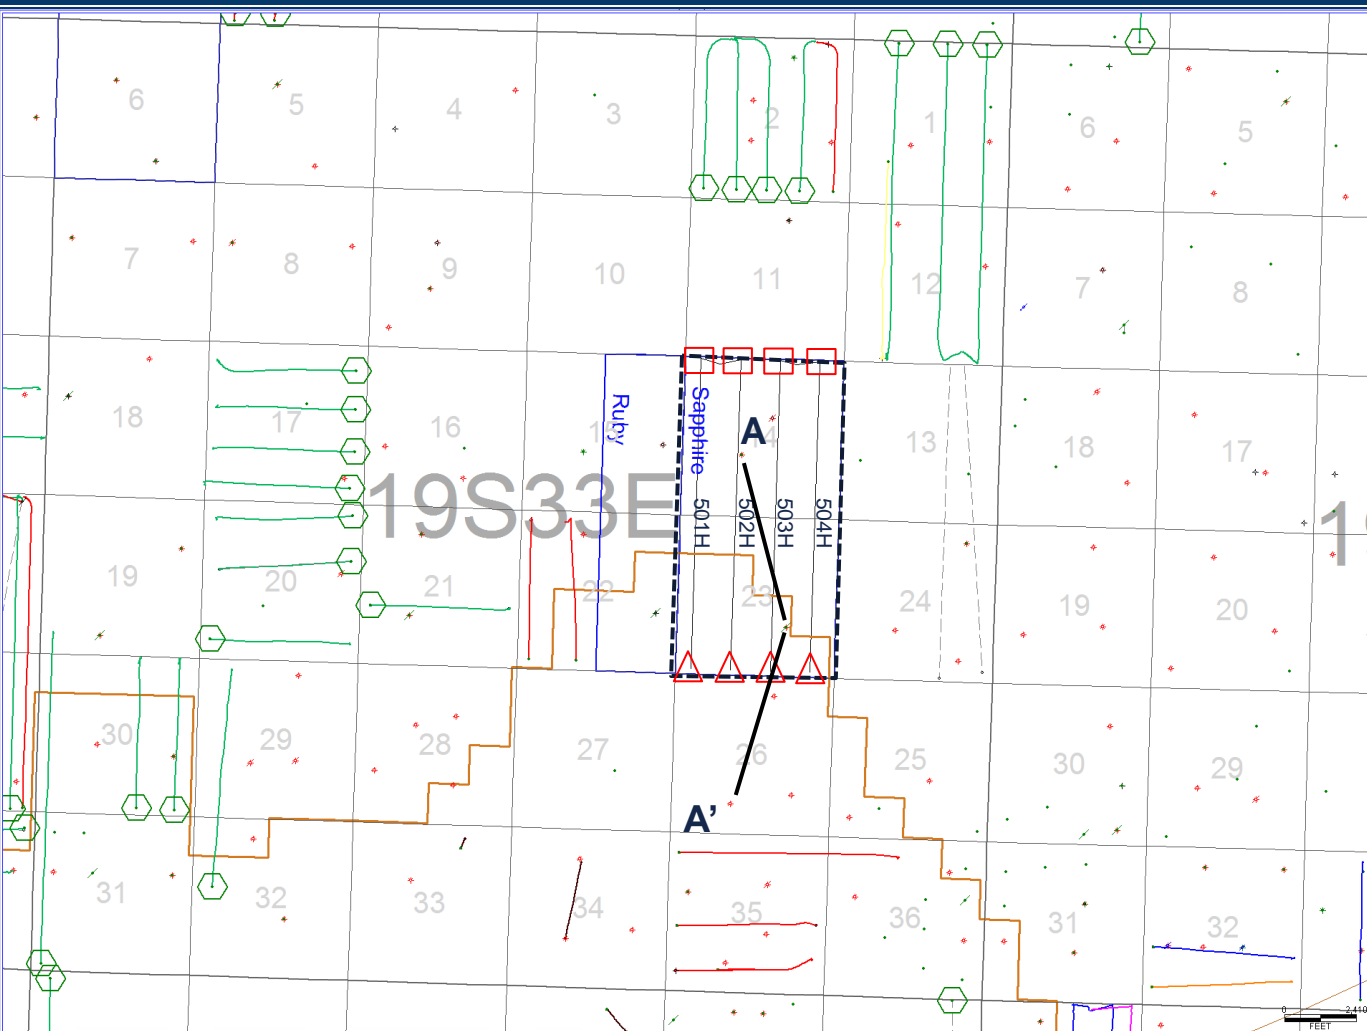 6 5 4 3 2 1 6 5
7 8 9 10 11 12 7 8
18 17 16 15 14 13 18 17
Ruby
Sapphire
A
19S33E
501H 502H 503H 504H
19 20 21 22 23 24 19 20
30 29 28 27 26 25 30 29
A’
31 32 33 34 35 36 31 32
0
FEET